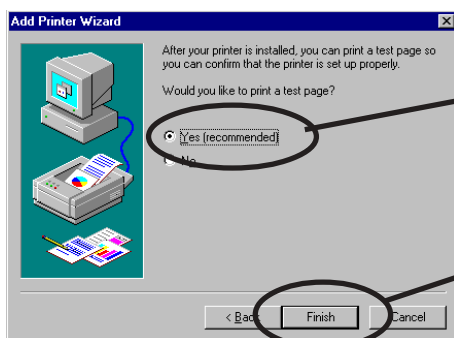 Add Printer Wizard
After your printer is installed, you can print a test page so
you can confirm that the printer is set up properly.
Would you like to print a test page?
Yes (recommended)
No
< Back
Finish
Cancel